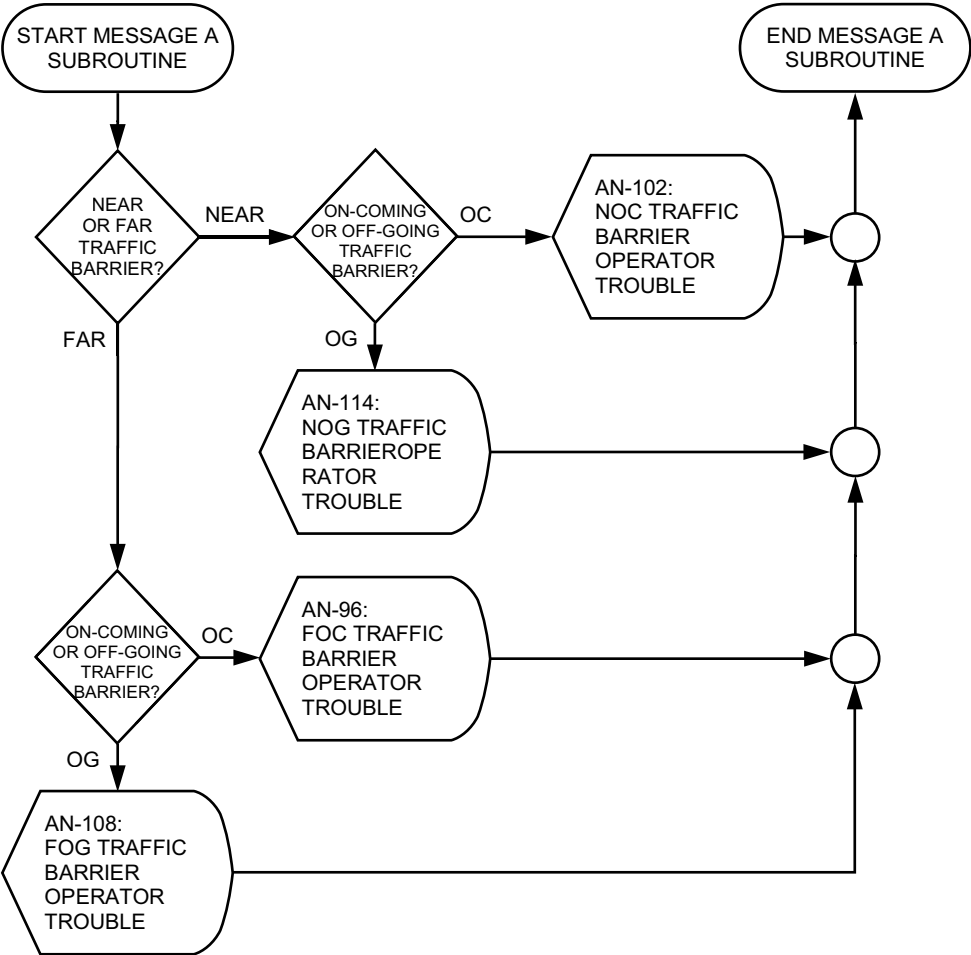 START MESSAGE A
SUBROUTINE
END MESSAGE A
SUBROUTINE
NEAR
OR FAR
TRAFFIC
BARRIER?
NEAR
ON-COMING
OR OFF-GOING
TRAFFIC
BARRIER?
OC
AN-102:
NOC TRAFFIC
BARRIER
OPERATOR
TROUBLE
FAR
OG
AN-114:
NOG TRAFFIC
BARRIEROPE
RATOR
TROUBLE
ON-COMING
OR OFF-GOING
TRAFFIC
BARRIER?
OC
AN-96:
FOC TRAFFIC
BARRIER
OPERATOR
TROUBLE
OG
AN-108:
FOG TRAFFIC
BARRIER
OPERATOR
TROUBLE